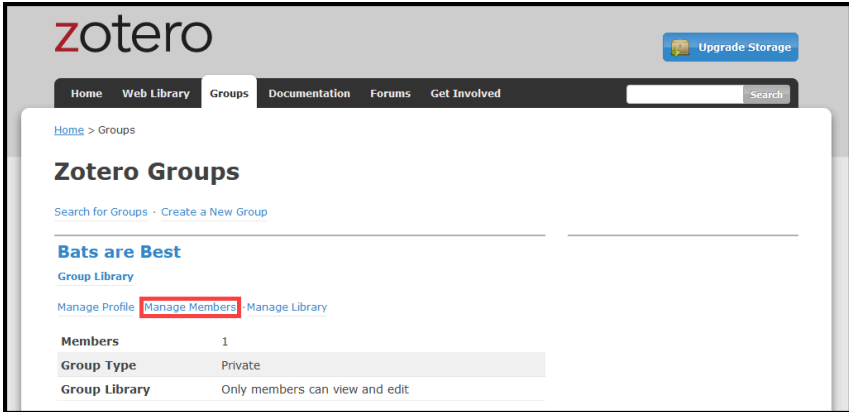 zotero
Upgrade Storage
Home Web Library Groups Documentation Forums Get Involved Search
Home > Groups
Zotero Groups
Search for Groups · Create a New Group
Bats are Best
Group Library
Manage Profile Manage Members · Manage Library
Members 1
Group Type Private
Group Library Only members can view and edit